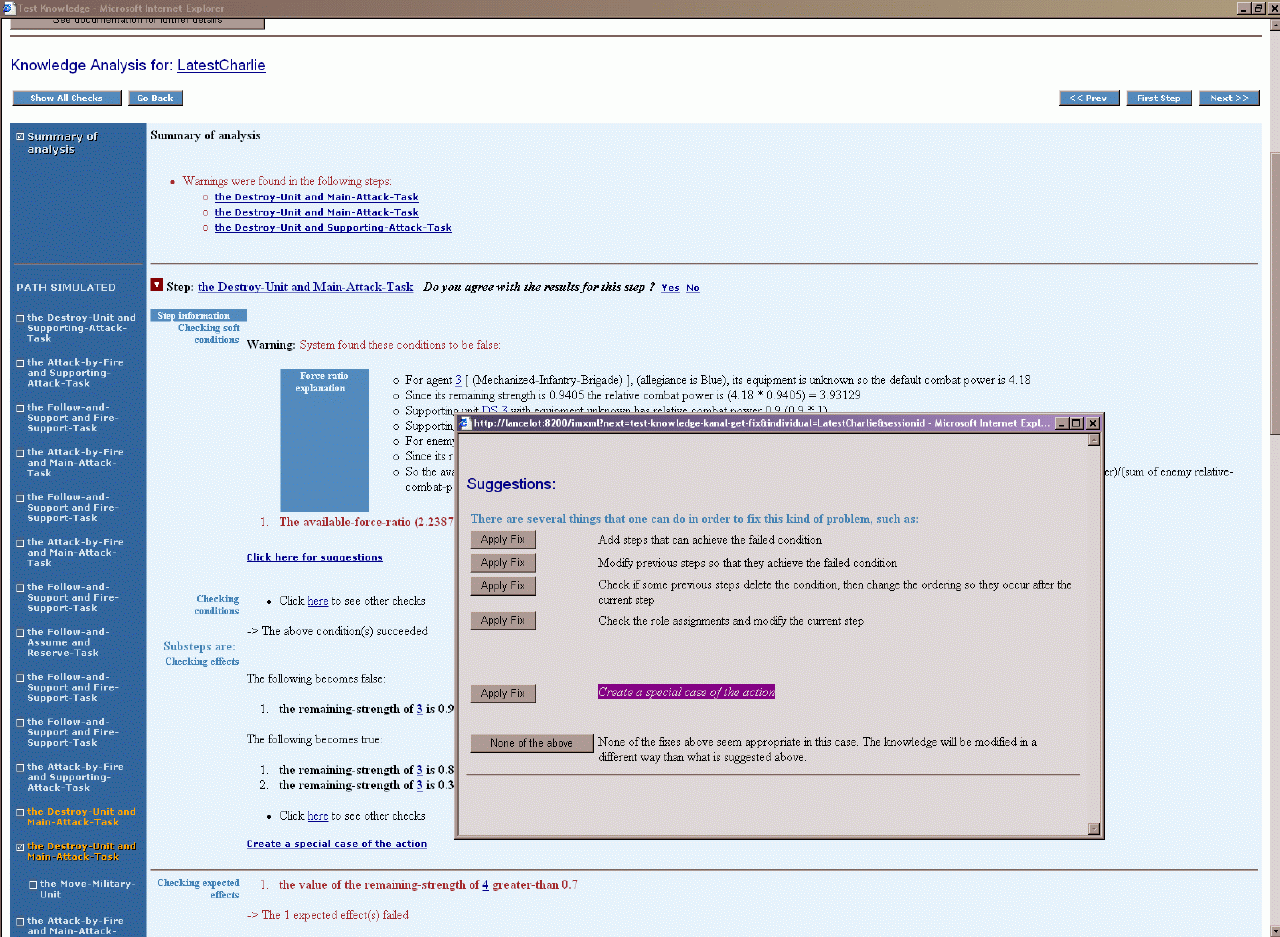 Test Knowledge - Microsoft Internet Explorer
See documentation for further details
Knowledge Analysis for: LatestCharlie
Show All Checks Go Back << Prev First Step Next >>
Summary of
analysis
Summary of analysis
Warnings were found in the following steps:
the Destroy-Unit and Main-Attack-Task
the Destroy-Unit and Main-Attack-Task
the Destroy-Unit and Supporting-Attack-Task
PATH SIMULATED
the Destroy-Unit and
Supporting-Attack-
Task
the Attack-by-Fire
and Supporting-
Attack-Task
the Follow-and-
Support and Fire-
Support-Task
the Attack-by-Fire
and Main-Attack-
Task
the Follow-and-
Support and Fire-
Support-Task
the Attack-by-Fire
and Main-Attack-
Task
the Follow-and-
Support and Fire-
Support-Task
the Follow-and-
Assume and
Reserve-Task
the Follow-and-
Support and Fire-
Support-Task
the Follow-and-
Support and Fire-
Support-Task
the Attack-by-Fire
and Supporting-
Attack-Task
the Destroy-Unit and
Main-Attack-Task
the Destroy-Unit and
Main-Attack-Task
the Move-Military-
Unit
the Attack-by-Fire
and Main-Attack-
Step: the Destroy-Unit and Main-Attack-Task Do you agree with the results for this step ? Yes No
Step information
Checking soft
conditions
Warning: System found these conditions to be false:
Force ratio
explanation
For agent 3 [ (Mechanized-Infantry-Brigade) ], (allegiance is Blue), its equipment is unknown so the default combat power is 4.18
Since its remaining strength is 0.9405 the relative combat power is (4.18 * 0.9405) = 3.93129
Supporting unit DS-3 with equipment unknown has relative combat power 0.9 (0.9 * 1)
Supportin
For enemy
Since its r
So the ava er)/(sum of enemy relative-
combat-p
1. The available-force-ratio (2.2387
Click here for suggestions
Checking
conditions
Click here to see other checks
-> The above condition(s) succeeded
Substeps are:
Checking effects
The following becomes false:
1. the remaining-strength of 3 is 0.9
The following becomes true:
1. the remaining-strength of 3 is 0.8
2. the remaining-strength of 3 is 0.3
Click here to see other checks
Create a special case of the action
Checking expected
effects
1. the value of the remaining-strength of 4 greater-than 0.7
-> The 1 expected effect(s) failed
http://lancelot:8200/imxml?next=test-knowledge-kanal-get-fix&individual=LatestCharlie&sessionid - Microsoft Internet Expl...
Suggestions:
There are several things that one can do in order to fix this kind of problem, such as:
Apply Fix Add steps that can achieve the failed condition
Apply Fix Modify previous steps so that they achieve the failed condition
Apply Fix Check if some previous steps delete the condition, then change the ordering so they occur after the
current step
Apply Fix Check the role assignments and modify the current step
Apply Fix Create a special case of the action
None of the above None of the fixes above seem appropriate in this case. The knowledge will be modified in a
different way than what is suggested above.